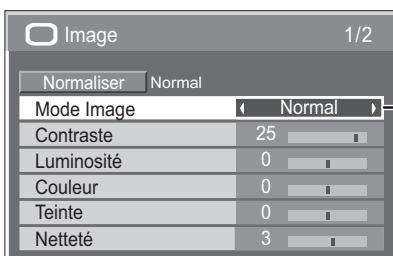 Image 1/2
Normaliser Normal
Mode Image Normal
Contraste 25
Luminosité 0
Couleur 0
Teinte 0
Netteté 3